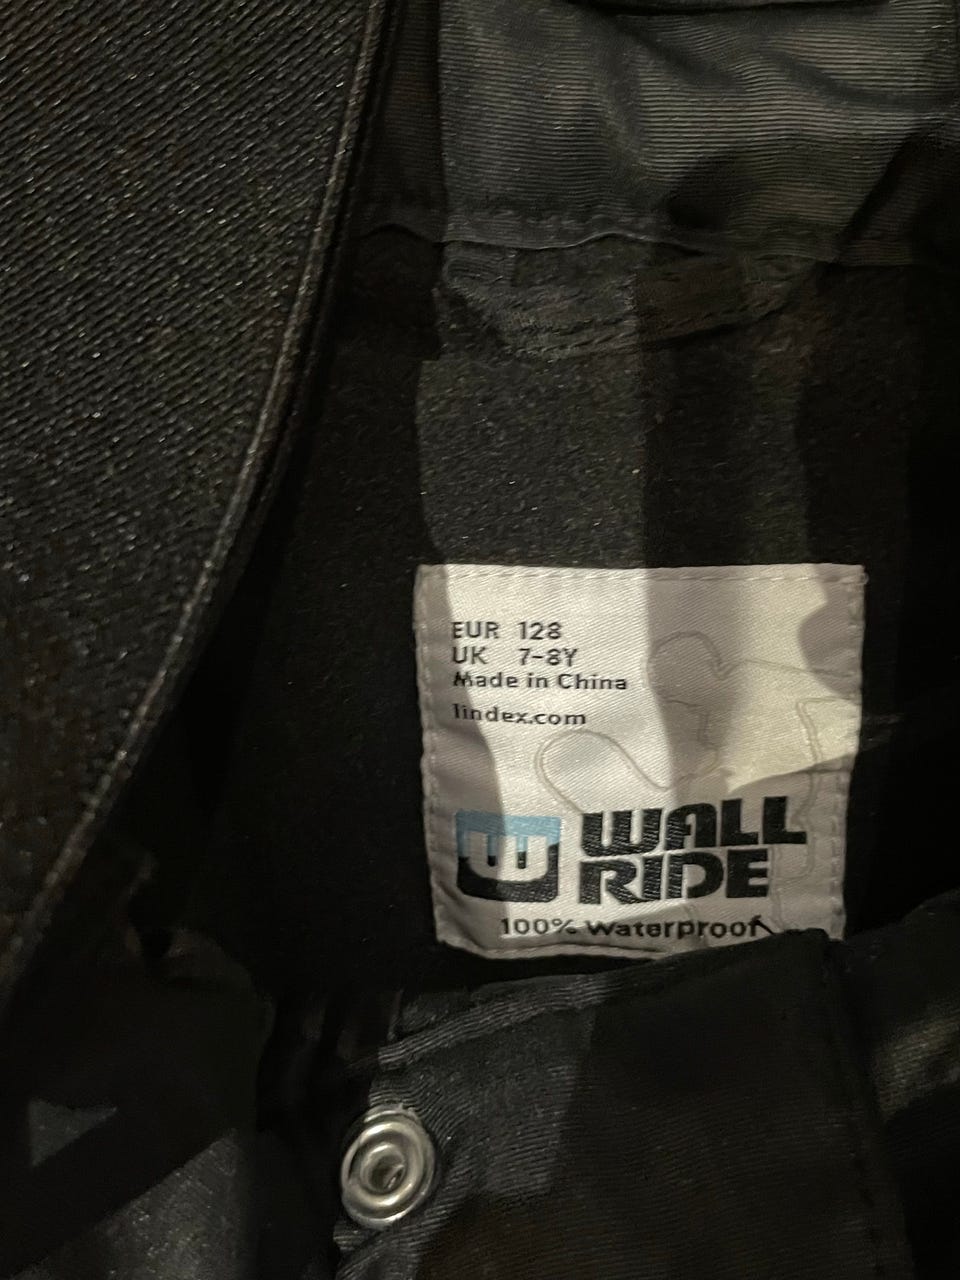 EUR 128
UK 7-8Y
Made in China
lindex.com
WALL
RIDE
100% Waterproof